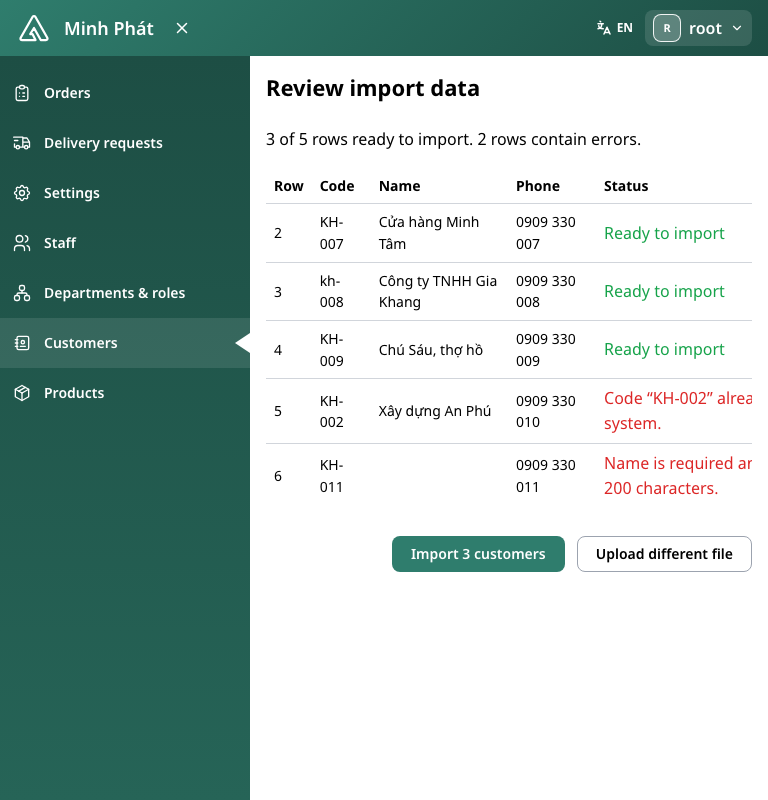 Minh Phát
EN
R
root
Orders
Delivery requests
Settings
Staff
Departments & roles
Customers
Products
Review import data
3 of 5 rows ready to import. 2 rows contain errors.
Row Code Name Phone Status
2 KH-007 Cửa hàng Minh Tâm 0909 330 007 Ready to import
3 kh-008 Công ty TNHH Gia Khang 0909 330 008 Ready to import
4 KH-009 Chú Sáu, thợ hồ 0909 330 009 Ready to import
5 KH-002 Xây dựng An Phú 0909 330 010 Code “KH-002” system.
6 KH-011 0909 330 011 Name is required 200 characters.
Import 3 customers
Upload different file